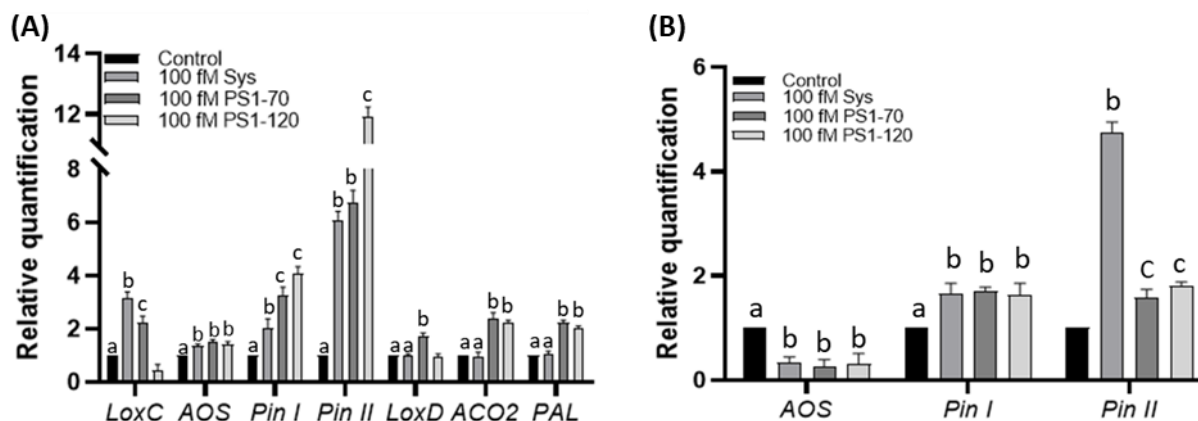 (A)
Relative quantification
14
12
8
6
4
2
0
Control
100 fM Sys
100 fM PS1-70
100 fM PS1-120
a b c
a b b b
a b c c
a b b c
a a b
a a b b
a a b b
LoxC AOS Pin I Pin II LoxD ACO2 PAL
(B)
Relative quantification
6
4
2
0
Control
100 fM Sys
100 fM PS1-70
100 fM PS1-120
a b b b
b b b
b C c
AOS Pin I Pin II